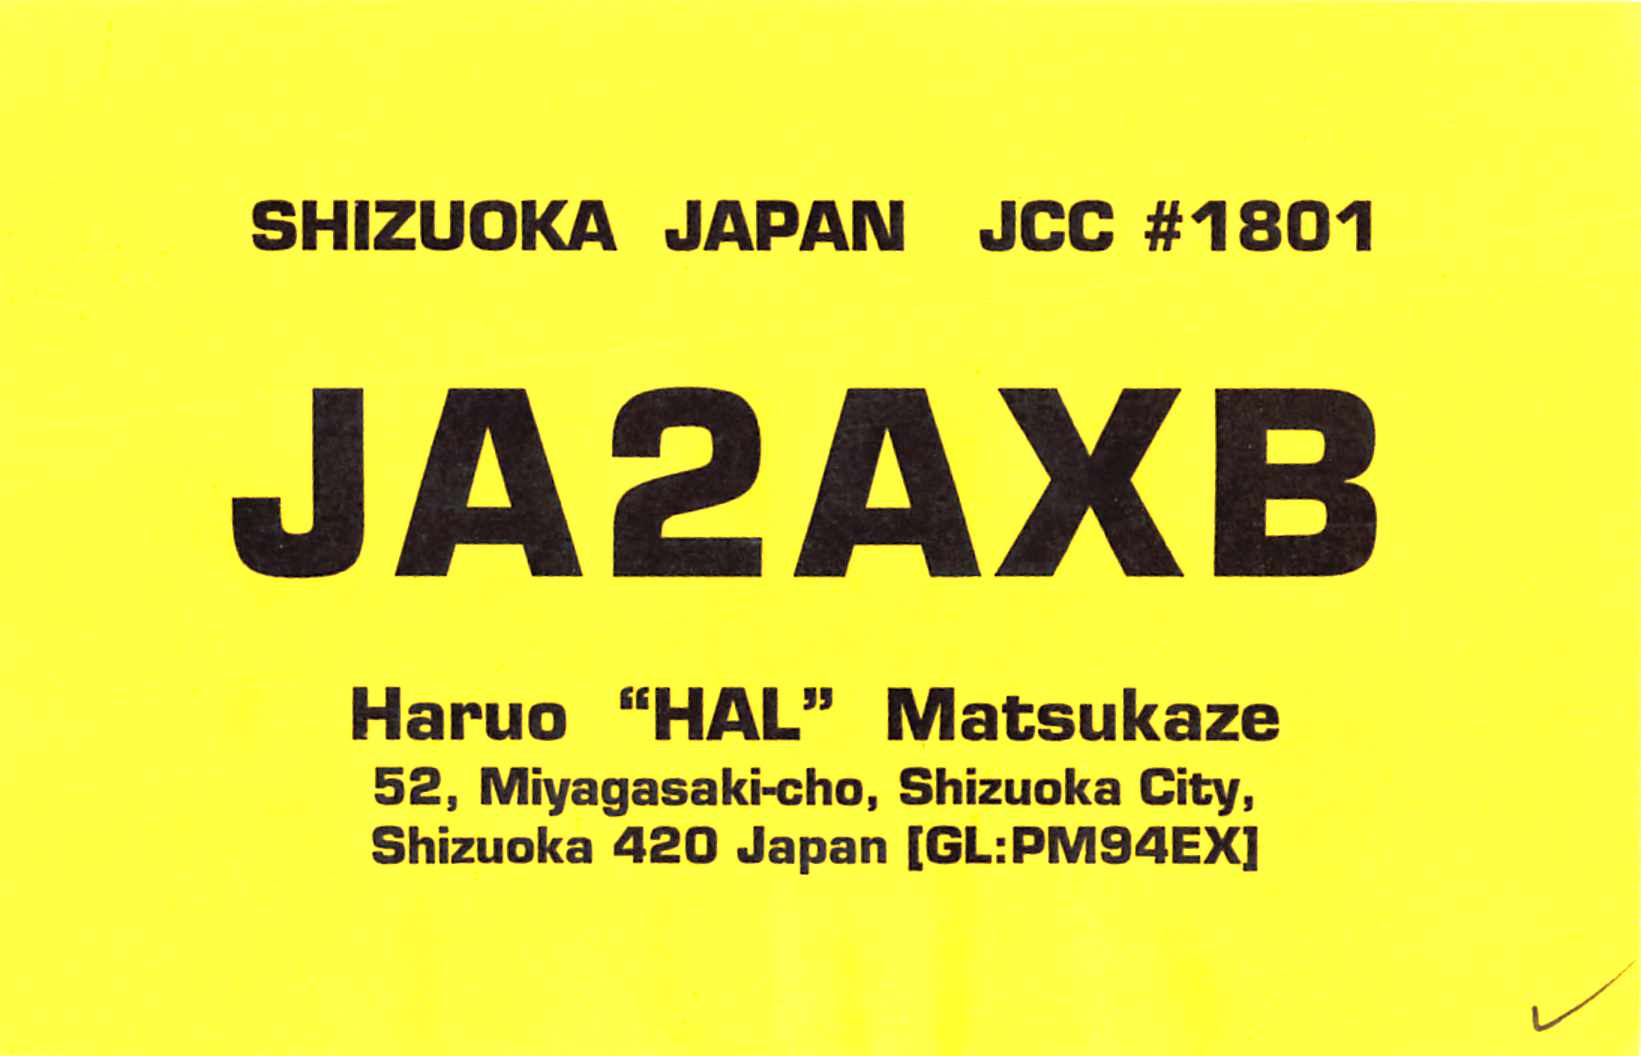 SHIZUOKA JAPAN JCC #1801
JA2AXB
Haruo “HAL” Matsukaze
52, Miyagasaki-cho, Shizuoka City,
Shizuoka 420 Japan [GL:PM94EX]